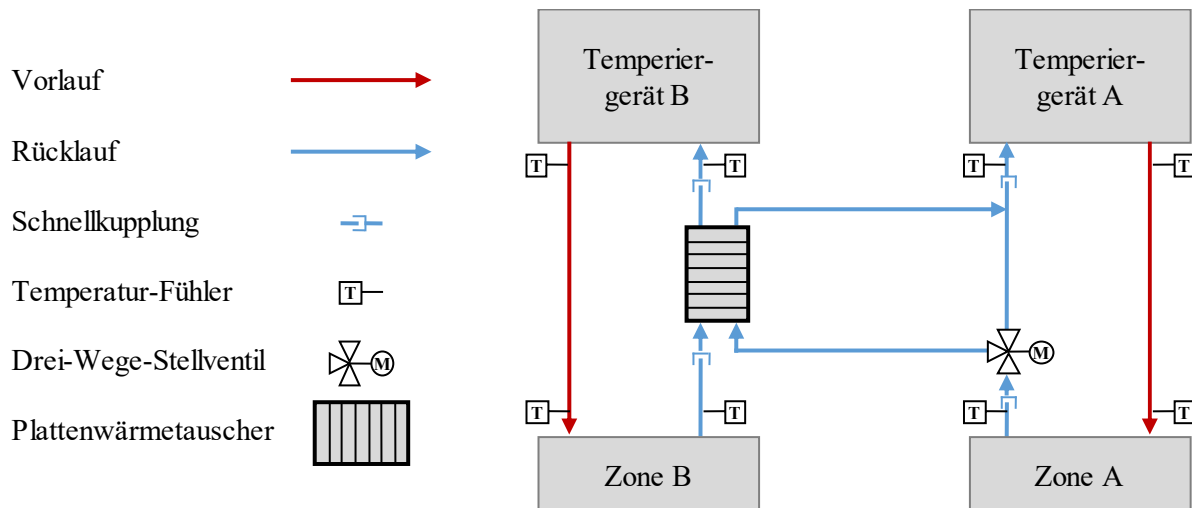 Vorlauf
Rücklauf
Schnellkupplung
Temperatur-Fühler
T
Drei-Wege-Stellventil
M
Plattenwärmetauscher
Temperier-
gerät B
Temperier-
gerät A
T
T
T
T
M
T
T
T
T
Zone B
Zone A